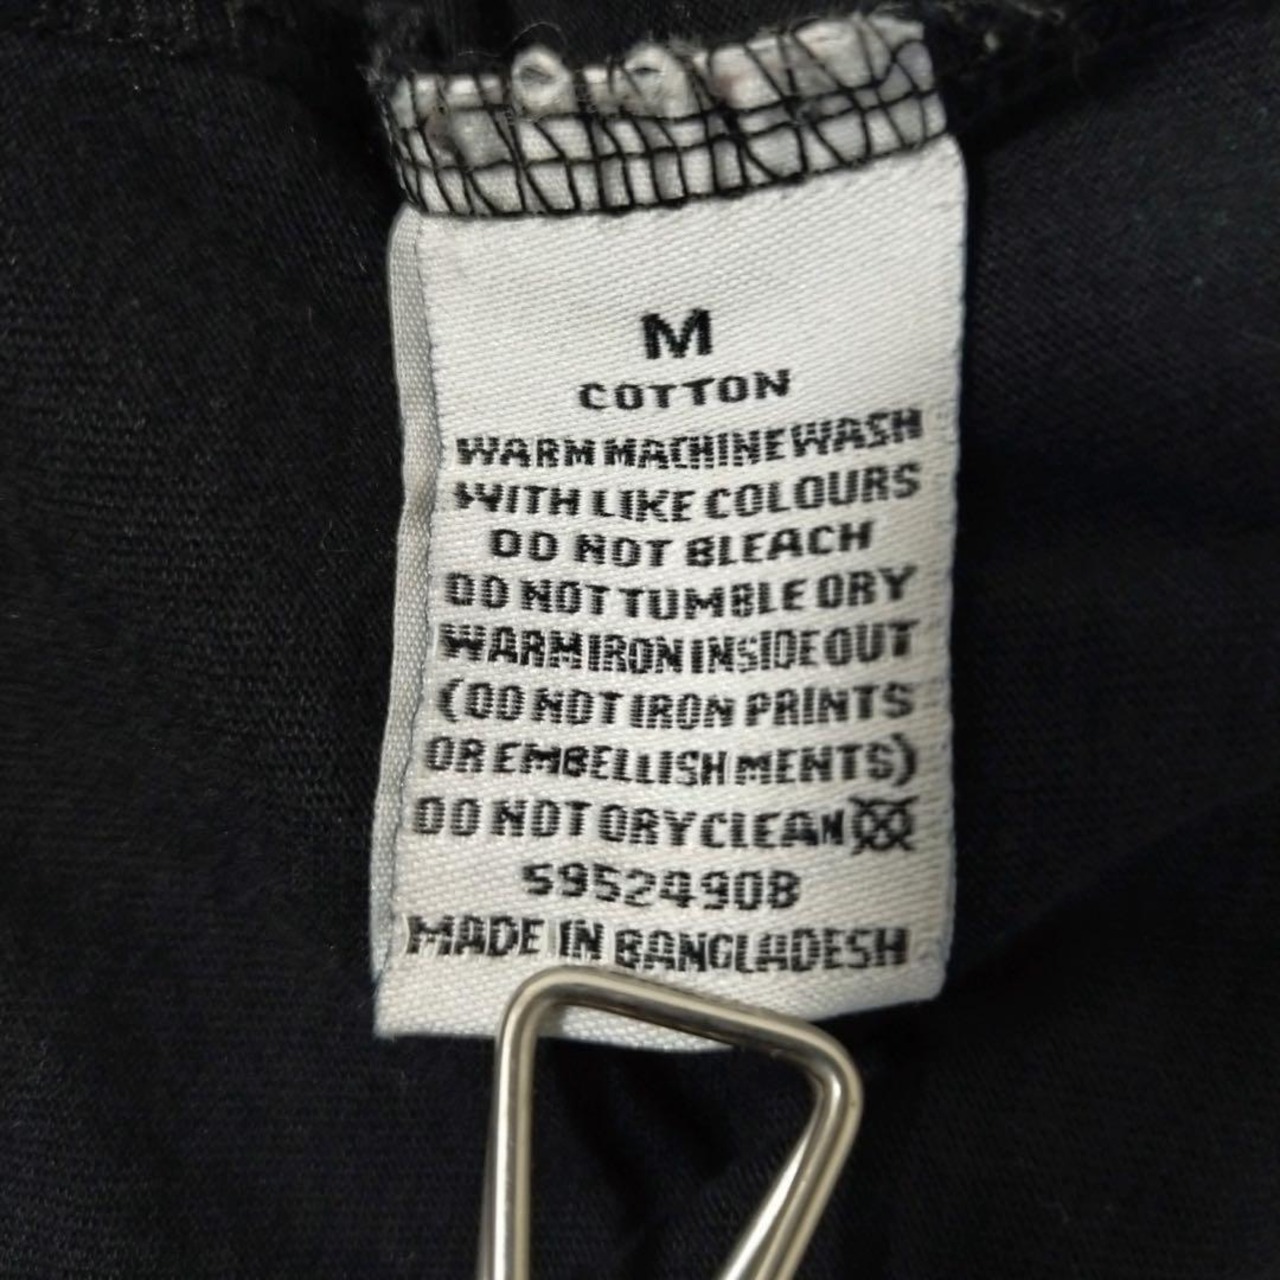 M
COTTON
WARM MACHINE WASH
WITH LIKE COLOURS
DO NOT BLEACH
DO NOT TUMBLE DRY
WARM IRON INSIDE OUT
(DO NOT IRON PRINTS
OR EMBELLISHMENTS)
DO NOT DRY CLEAN
59524908
MADE IN BANGLADESH